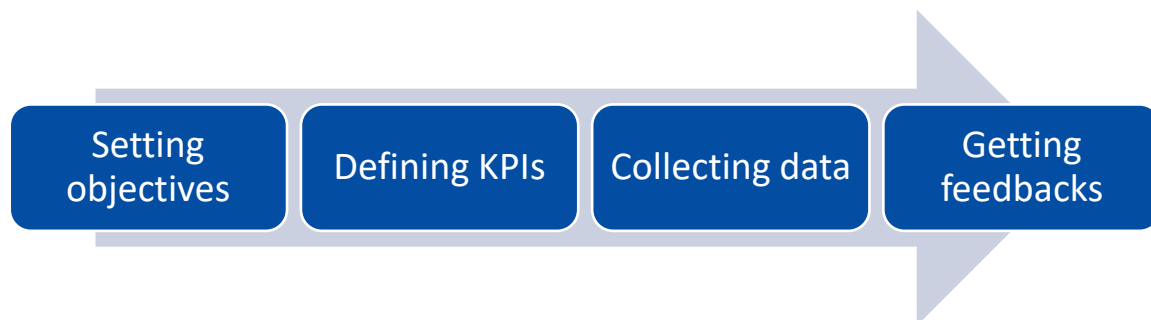 Setting
objectives
Defining KPIs
Collecting data
Getting
feedbacks